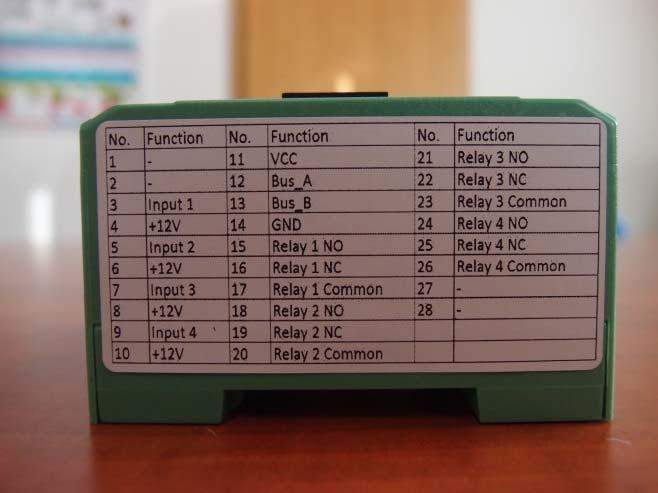 No. Function No. Function No. Function
1 - 11 VCC 21 Relay 3 NO
2 - 12 Bus_A 22 Relay 3 NC
3 Input 1 13 Bus_B 23 Relay 3 Common
4 +12V 14 GND 24 Relay 4 NO
5 Input 2 15 Relay 1 NO 25 Relay 4 NC
6 +12V 16 Relay 1 NC 26 Relay 4 Common
7 Input 3 17 Relay 1 Common 27 -
8 +12V 18 Relay 2 NO 28 -
9 Input 4 19 Relay 2 NC
10 +12V 20 Relay 2 Common